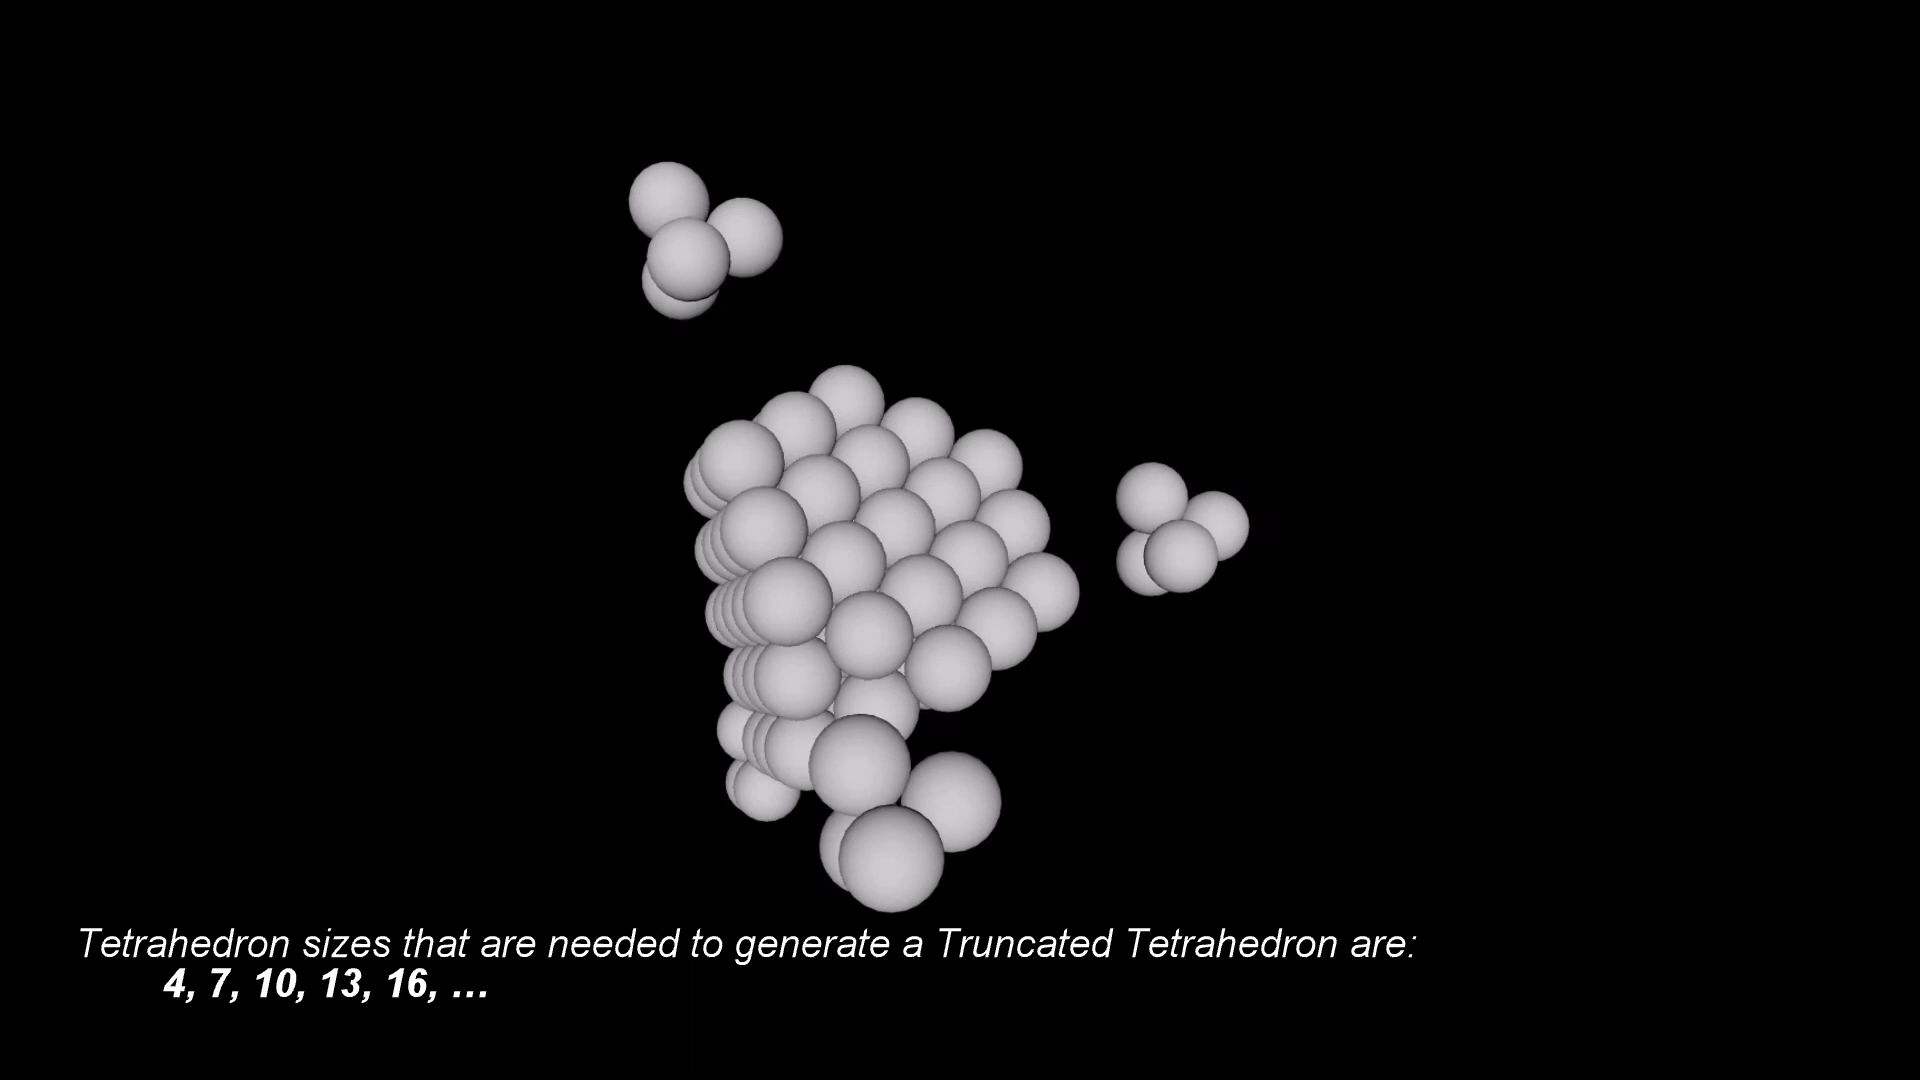 Tetrahedron sizes that are needed to generate a Truncated Tetrahedron are:
4, 7, 10, 13, 16, ...